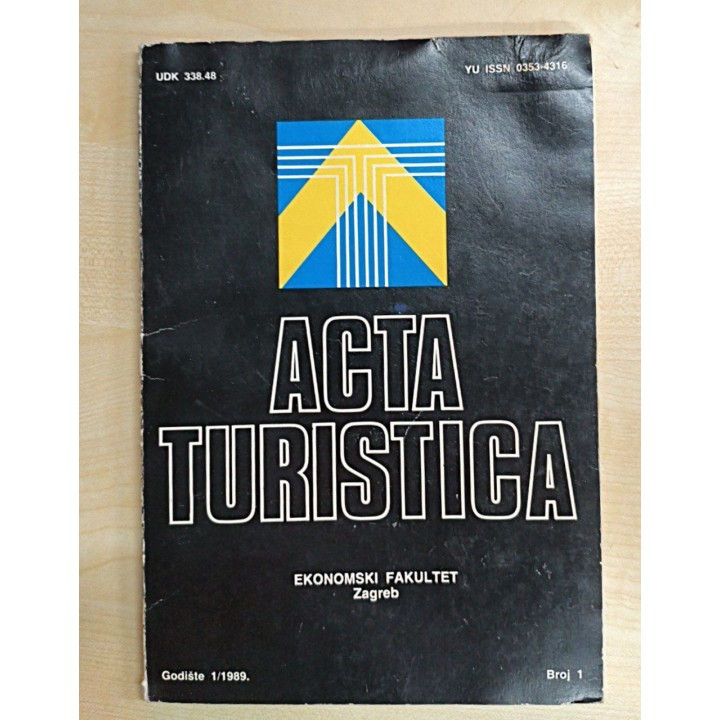 UDK 338.48
YU ISSN 0353-4316
ACTA
TURISTICA
EKONOMSKI FAKULTET
Zagreb
Godište 1/1989.
Broj 1